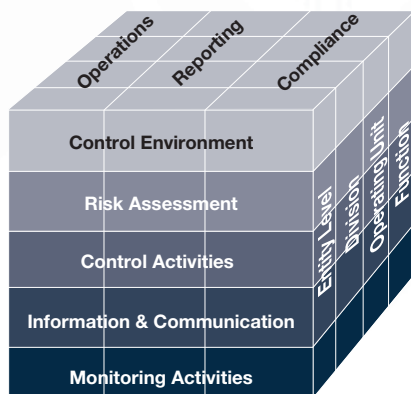 Operations
Reporting
Compliance
Control Environment
Risk Assessment
Control Activities
Information & Communication
Monitoring Activities
Entity Level
Division
Operating Unit
Function